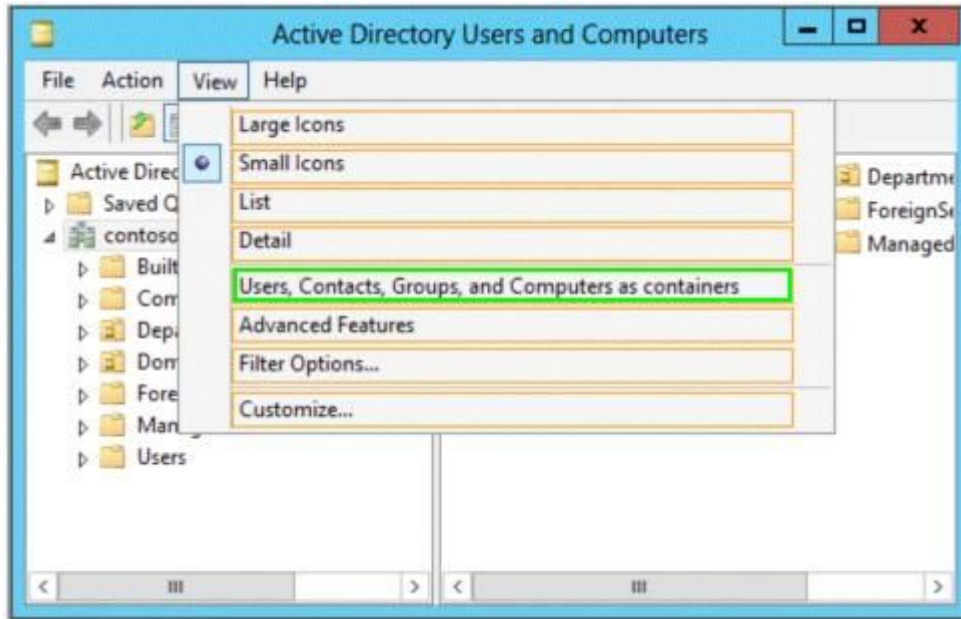 Active Directory Users and Computers
File Action View Help
Large Icons
Active Direc
Small Icons
Departme
Saved Q
List
ForeignSe
contoso
Detail
Managed
Built
Users, Contacts, Groups, and Computers as containers
Com
Depa
Advanced Features
Dom
Filter Options...
Fore
Customize...
Man
Users